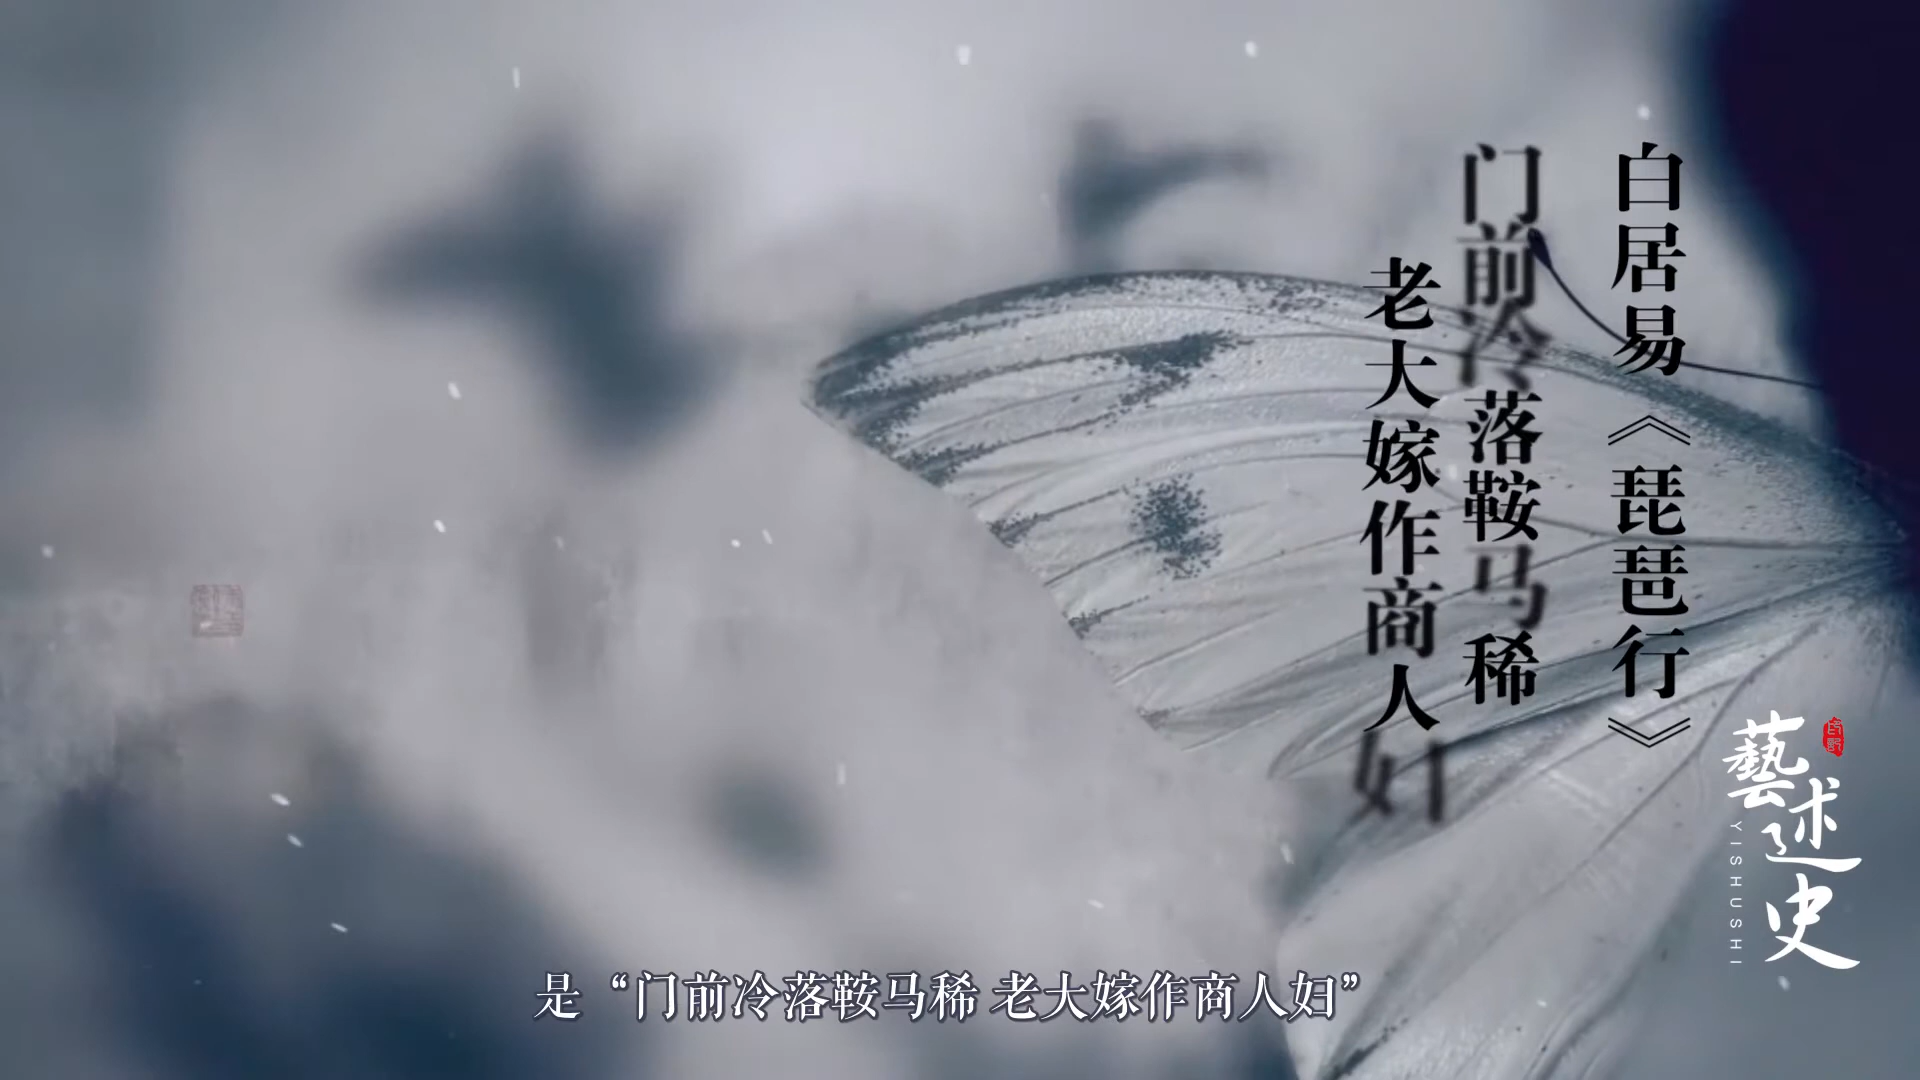 白居易《琵琶行》
门前冷落鞍马稀
老大嫁作商人妇
藝述史
YISHUSHI
是“门前冷落鞍马稀 老大嫁作商人妇”